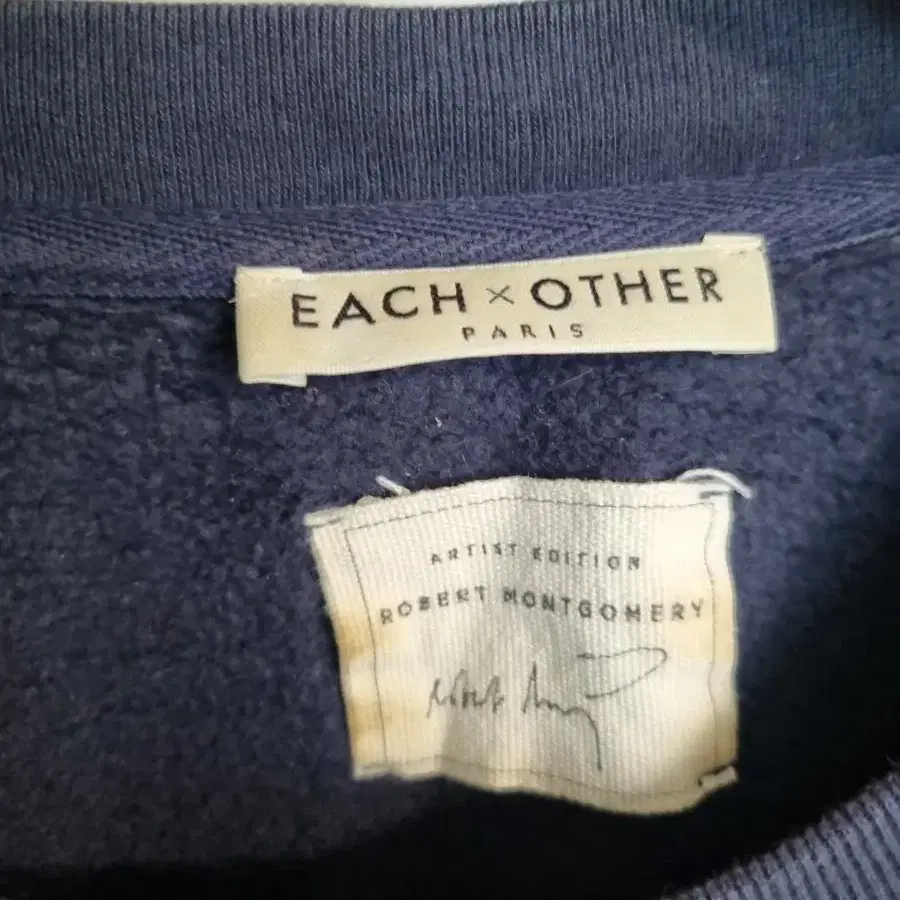 EACH × OTHER
PARIS
ARTIST EDITION
ROBERT MONTGOMERY